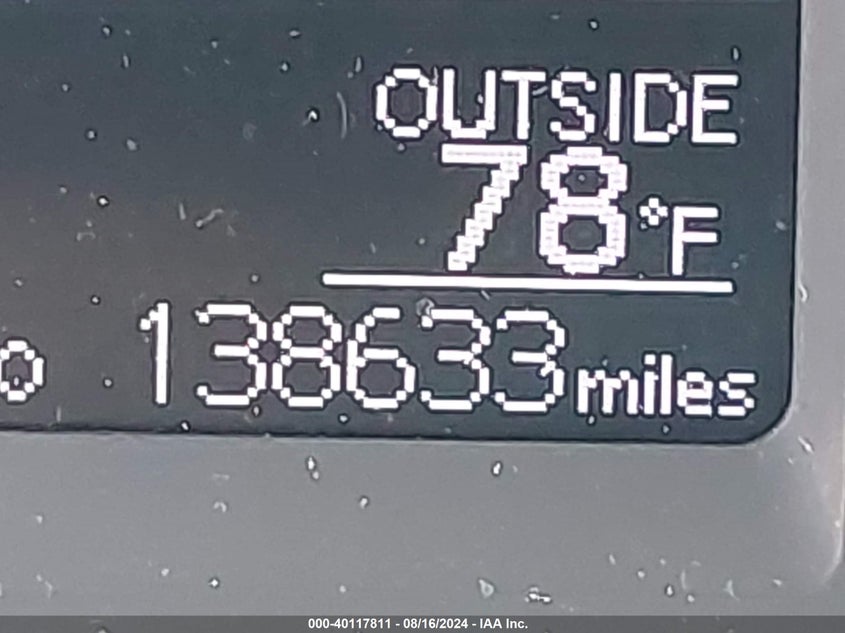 OUTSIDE
78°F
o 138633 miles
000-40117811 - 08/16/2024 - IAA Inc.